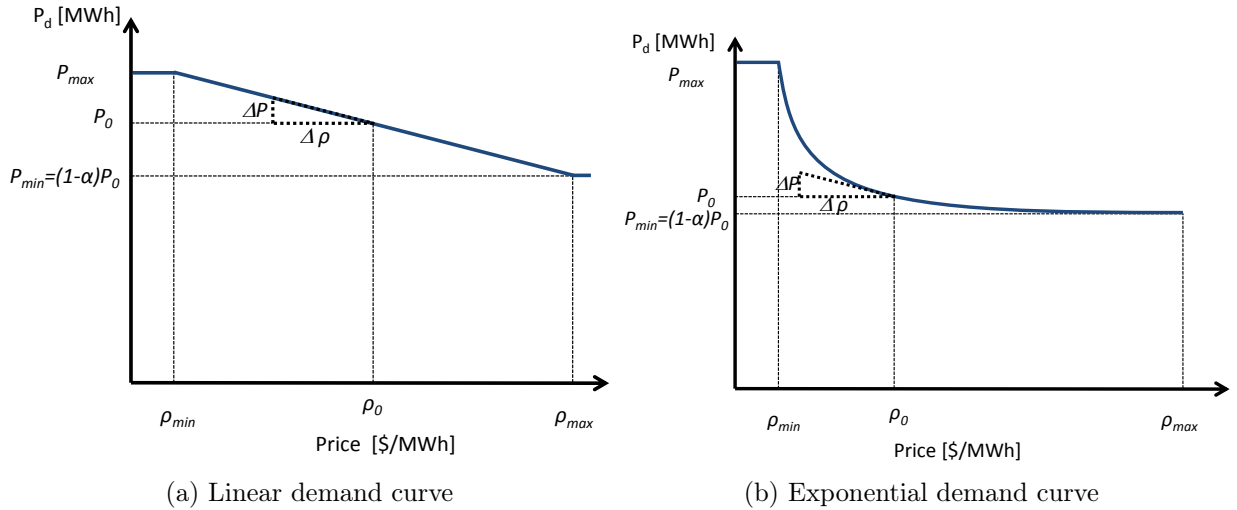 P_d [MWh]
P_max
P_0
P_min=(1-α)P_0
ΔP
Δρ
ρ_min
ρ_0
ρ_max
Price [$/MWh]
(a) Linear demand curve
P_d [MWh]
P_max
P_0
P_min=(1-α)P_0
ΔP
Δρ
ρ_min
ρ_0
ρ_max
Price [$/MWh]
(b) Exponential demand curve